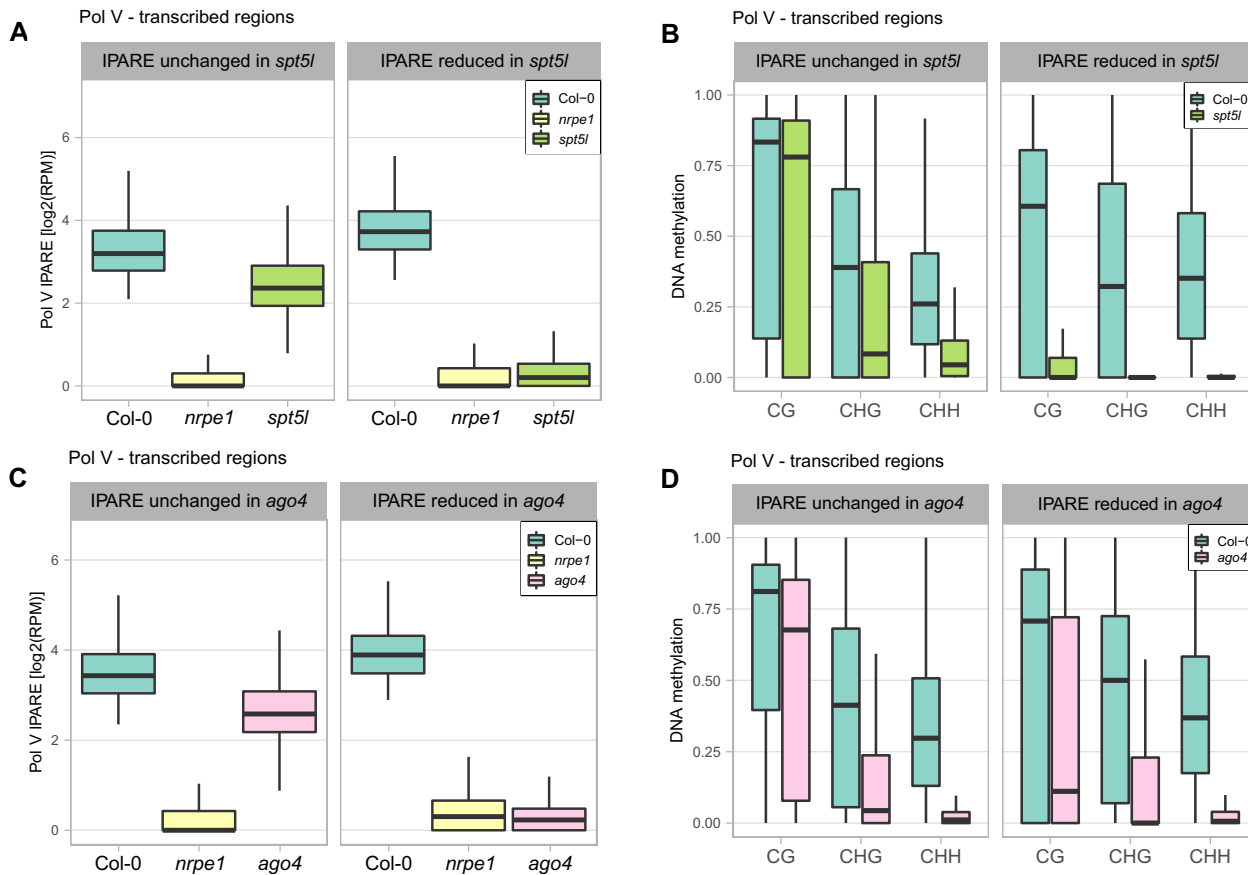 A
Pol V - transcribed regions
IPARE unchanged in spt5l
IPARE reduced in spt5l
Pol V IPARE [log2(RPM)]
6
4
2
0
Col−0
nrpe1
spt5l
Col-0
nrpe1
spt5l
Col-0
nrpe1
spt5l
B
Pol V - transcribed regions
IPARE unchanged in spt5l
IPARE reduced in spt5l
DNA methylation
1.00
0.75
0.50
0.25
0.00
Col−0
spt5l
CG
CHG
CHH
CG
CHG
CHH
C
Pol V - transcribed regions
IPARE unchanged in ago4
IPARE reduced in ago4
Pol V IPARE [log2(RPM)]
6
4
2
0
Col−0
nrpe1
ago4
Col-0
nrpe1
ago4
Col-0
nrpe1
ago4
D
Pol V - transcribed regions
IPARE unchanged in ago4
IPARE reduced in ago4
DNA methylation
1.00
0.75
0.50
0.25
0.00
Col−0
ago4
CG
CHG
CHH
CG
CHG
CHH